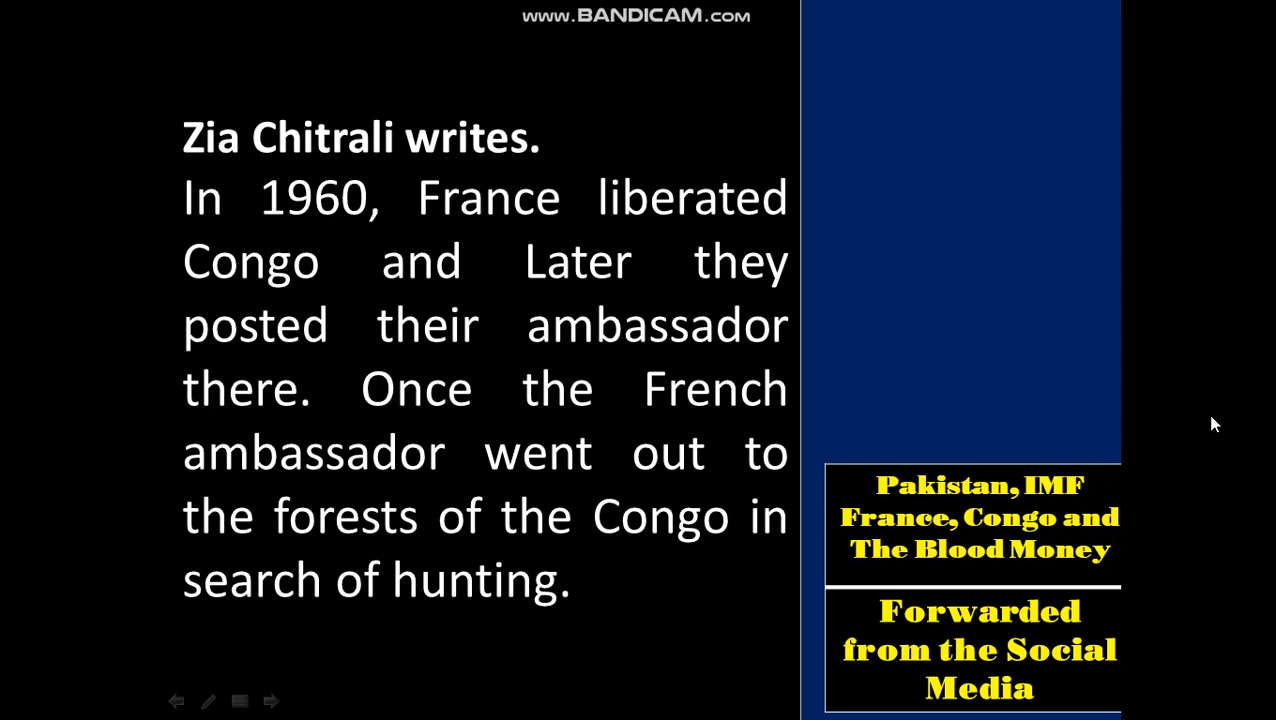 www.BANDICAM.com
Zia Chitrali writes.
In 1960, France liberated
Congo and Later they
posted their ambassador
there. Once the French
ambassador went out to
the forests of the Congo in
search of hunting.
Pakistan, IMF
France, Congo and
The Blood Money
Forwarded
from the Social
Media